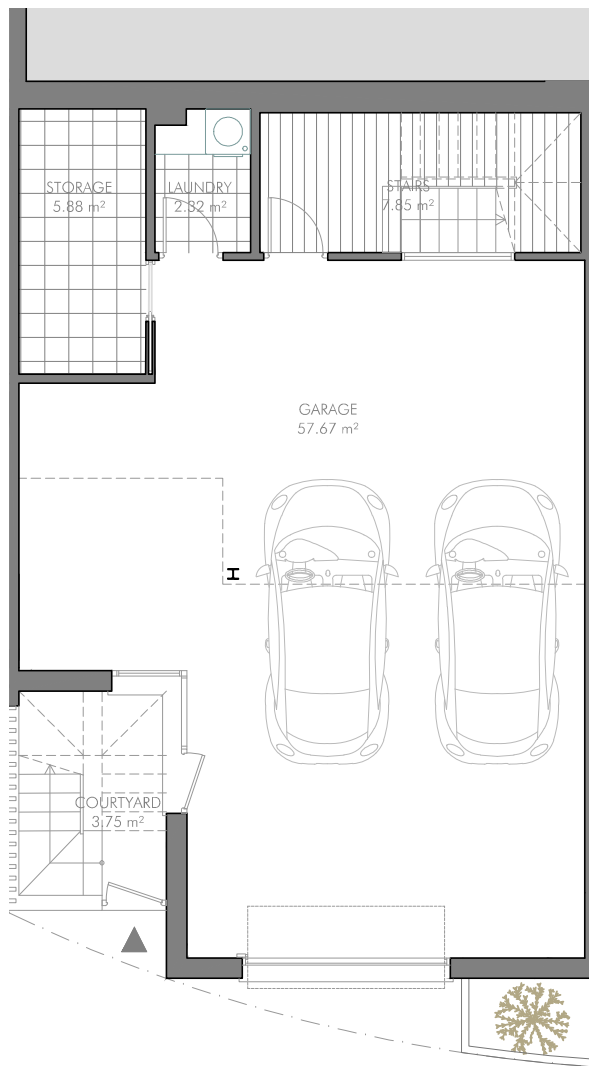 STORAGE
5.88 m²
LAUNDRY
2.32 m²
STAIRS
7.85 m²
GARAGE
57.67 m²
COURTYARD
3.75 m²